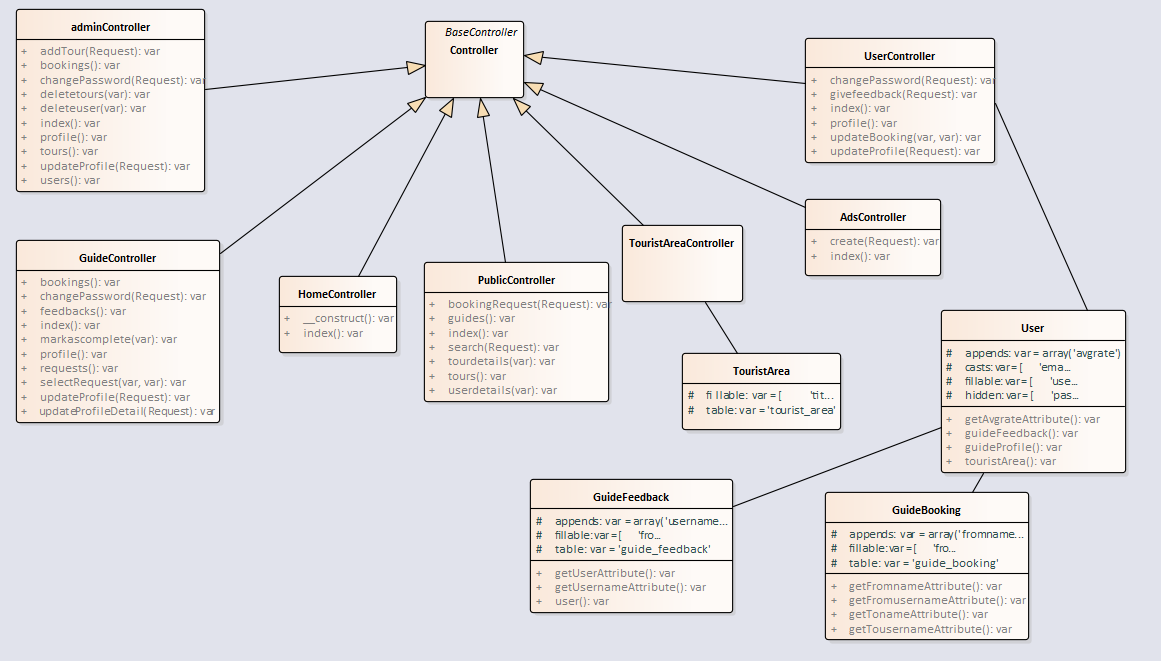 adminController
+ addTour(Request): var
+ bookings(): var
+ changePassword(Request): var
+ deletetours(var): var
+ deleteuser(var): var
+ index(): var
+ profile(): var
+ tours(): var
+ updateProfile(Request): var
+ users(): var
BaseController
Controller
UserController
+ changePassword(Request): var
+ givefeedback(Request): var
+ index(): var
+ profile(): var
+ updateBooking(var, var): var
+ updateProfile(Request): var
AdsController
+ create(Request): var
+ index(): var
GuideController
+ bookings(): var
+ changePassword(Request): var
+ feedbacks(): var
+ index(): var
+ markascomplete(var): var
+ profile(): var
+ requests(): var
+ selectRequest(var, var): var
+ updateProfile(Request): var
+ updateProfileDetail(Request): var
HomeController
+ __construct(): var
+ index(): var
PublicController
+ bookingRequest(Request): var
+ guides(): var
+ index(): var
+ search(Request): var
+ tourdetails(var): var
+ tours(): var
+ userdetails(var): var
TouristAreaController
TouristArea
# fillable: var = [ 'tit...
# table: var = 'tourist_area'
User
# appends: var = array('avgrate')
# casts: var = [ 'ema...
# fillable: var = [ 'use...
# hidden: var = [ 'pas...
+ getAvgrateAttribute(): var
+ guideFeedback(): var
+ guideProfile(): var
+ touristArea(): var
GuideFeedback
# appends: var = array('username...
# fillable: var = [ 'fro...
# table: var = 'guide_feedback'
+ getUserAttribute(): var
+ getUsernameAttribute(): var
+ user(): var
GuideBooking
# appends: var = array('fromname...
# fillable: var = [ 'fro...
# table: var = 'guide_booking'
+ getFromnameAttribute(): var
+ getFromusernameAttribute(): var
+ getTonameAttribute(): var
+ getTousernameAttribute(): var